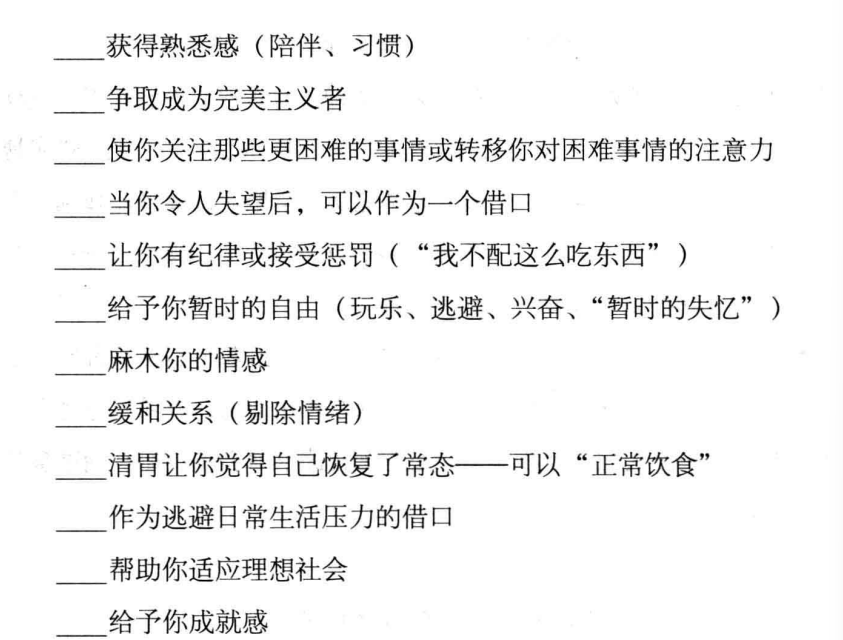 ____获得熟悉感（陪伴、习惯）
____争取成为完美主义者
____使你关注那些更困难的事情或转移你对困难事情的注意力
____当你令人失望后，可以作为一个借口
____让你有纪律或接受惩罚（“我不配这么吃东西”）
____给予你暂时的自由（玩乐、逃避、兴奋、“暂时的失忆”）
____麻木你的情感
____缓和关系（剔除情绪）
____清胃让你觉得自己恢复了常态——可以“正常饮食”
____作为逃避日常生活压力的借口
____帮助你适应理想社会
____给予你成就感